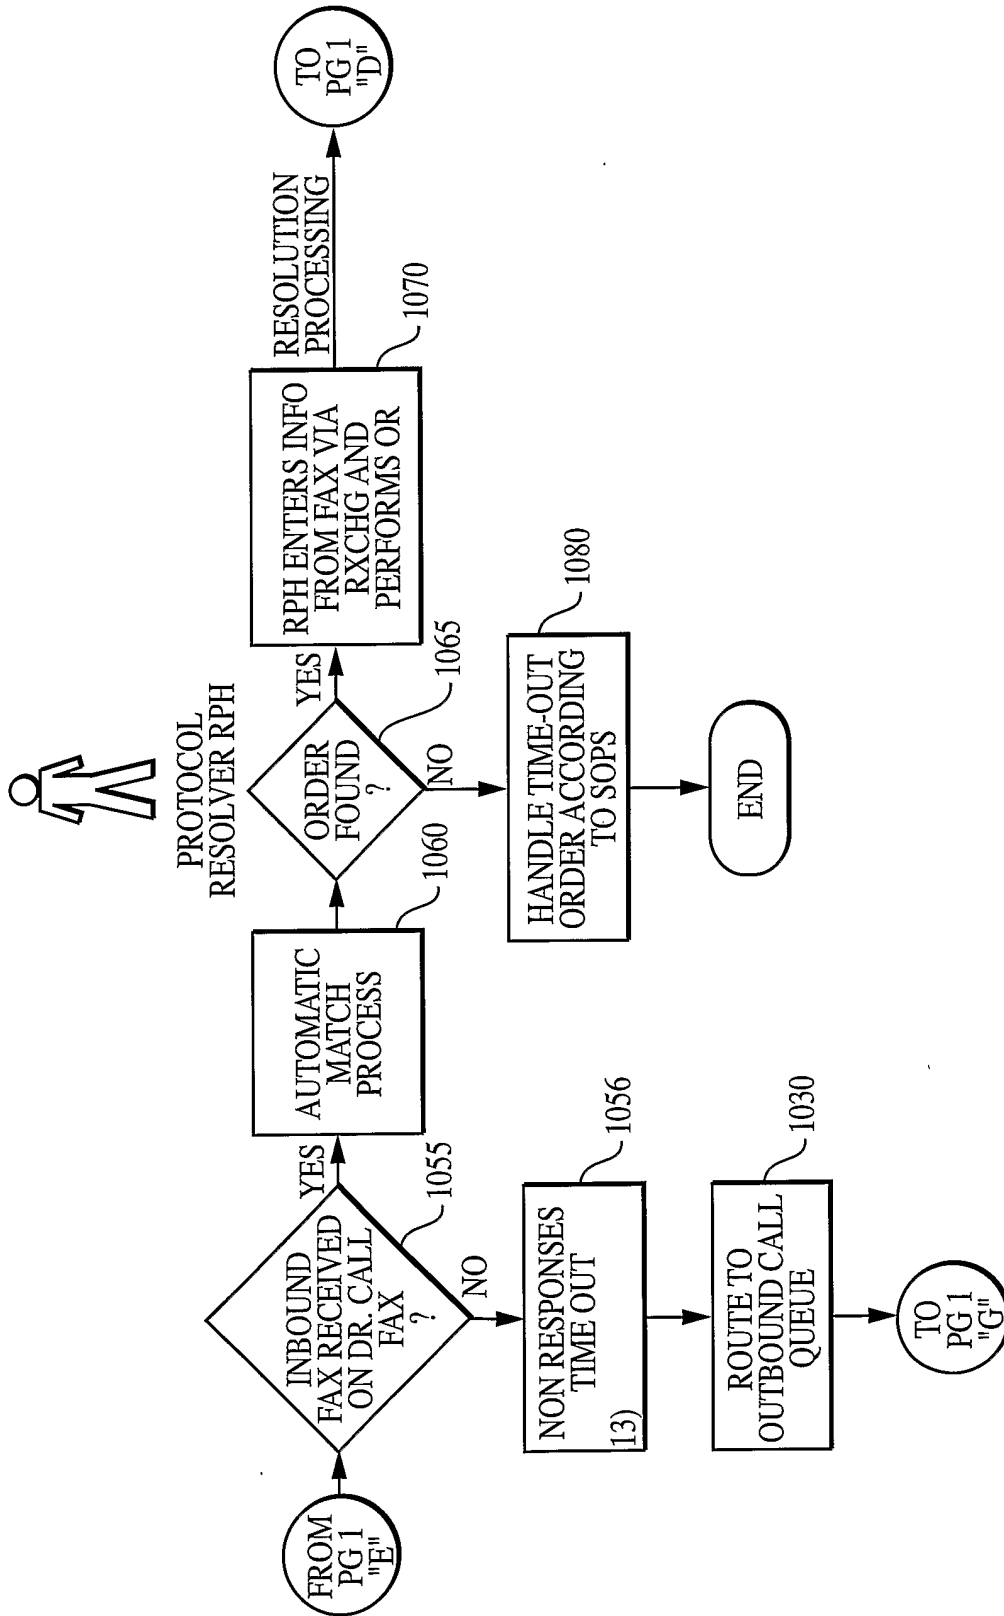 PROTOCOL
RESOLVER RPH
FROM
PG 1
"E"
INBOUND
FAX RECEIVED
ON DR. CALL
FAX
?
YES
1055
NO
AUTOMATIC
MATCH
PROCESS
1060
ORDER
FOUND
?
YES
1065
NO
RPH ENTERS INFO
FROM FAX VIA
RXCHG AND
PERFORMS OR
1070
RESOLUTION
PROCESSING
TO
PG 1
"D"
NON RESPONSES
TIME OUT
13)
1056
ROUTE TO
OUTBOUND CALL
QUEUE
1030
TO
PG 1
"G"
HANDLE TIME-OUT
ORDER ACCORDING
TO SOPS
1080
END